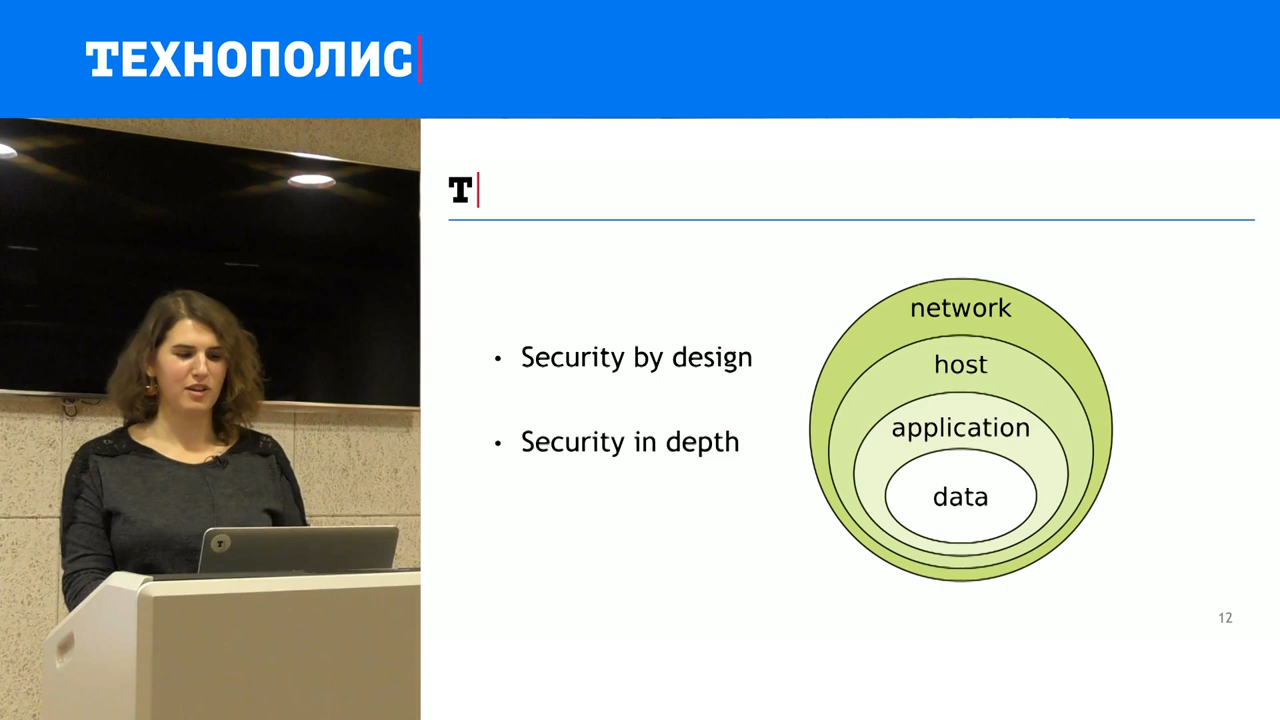 ТЕХНОПОЛИС
Т
• Security by design
• Security in depth
network
host
application
data
12